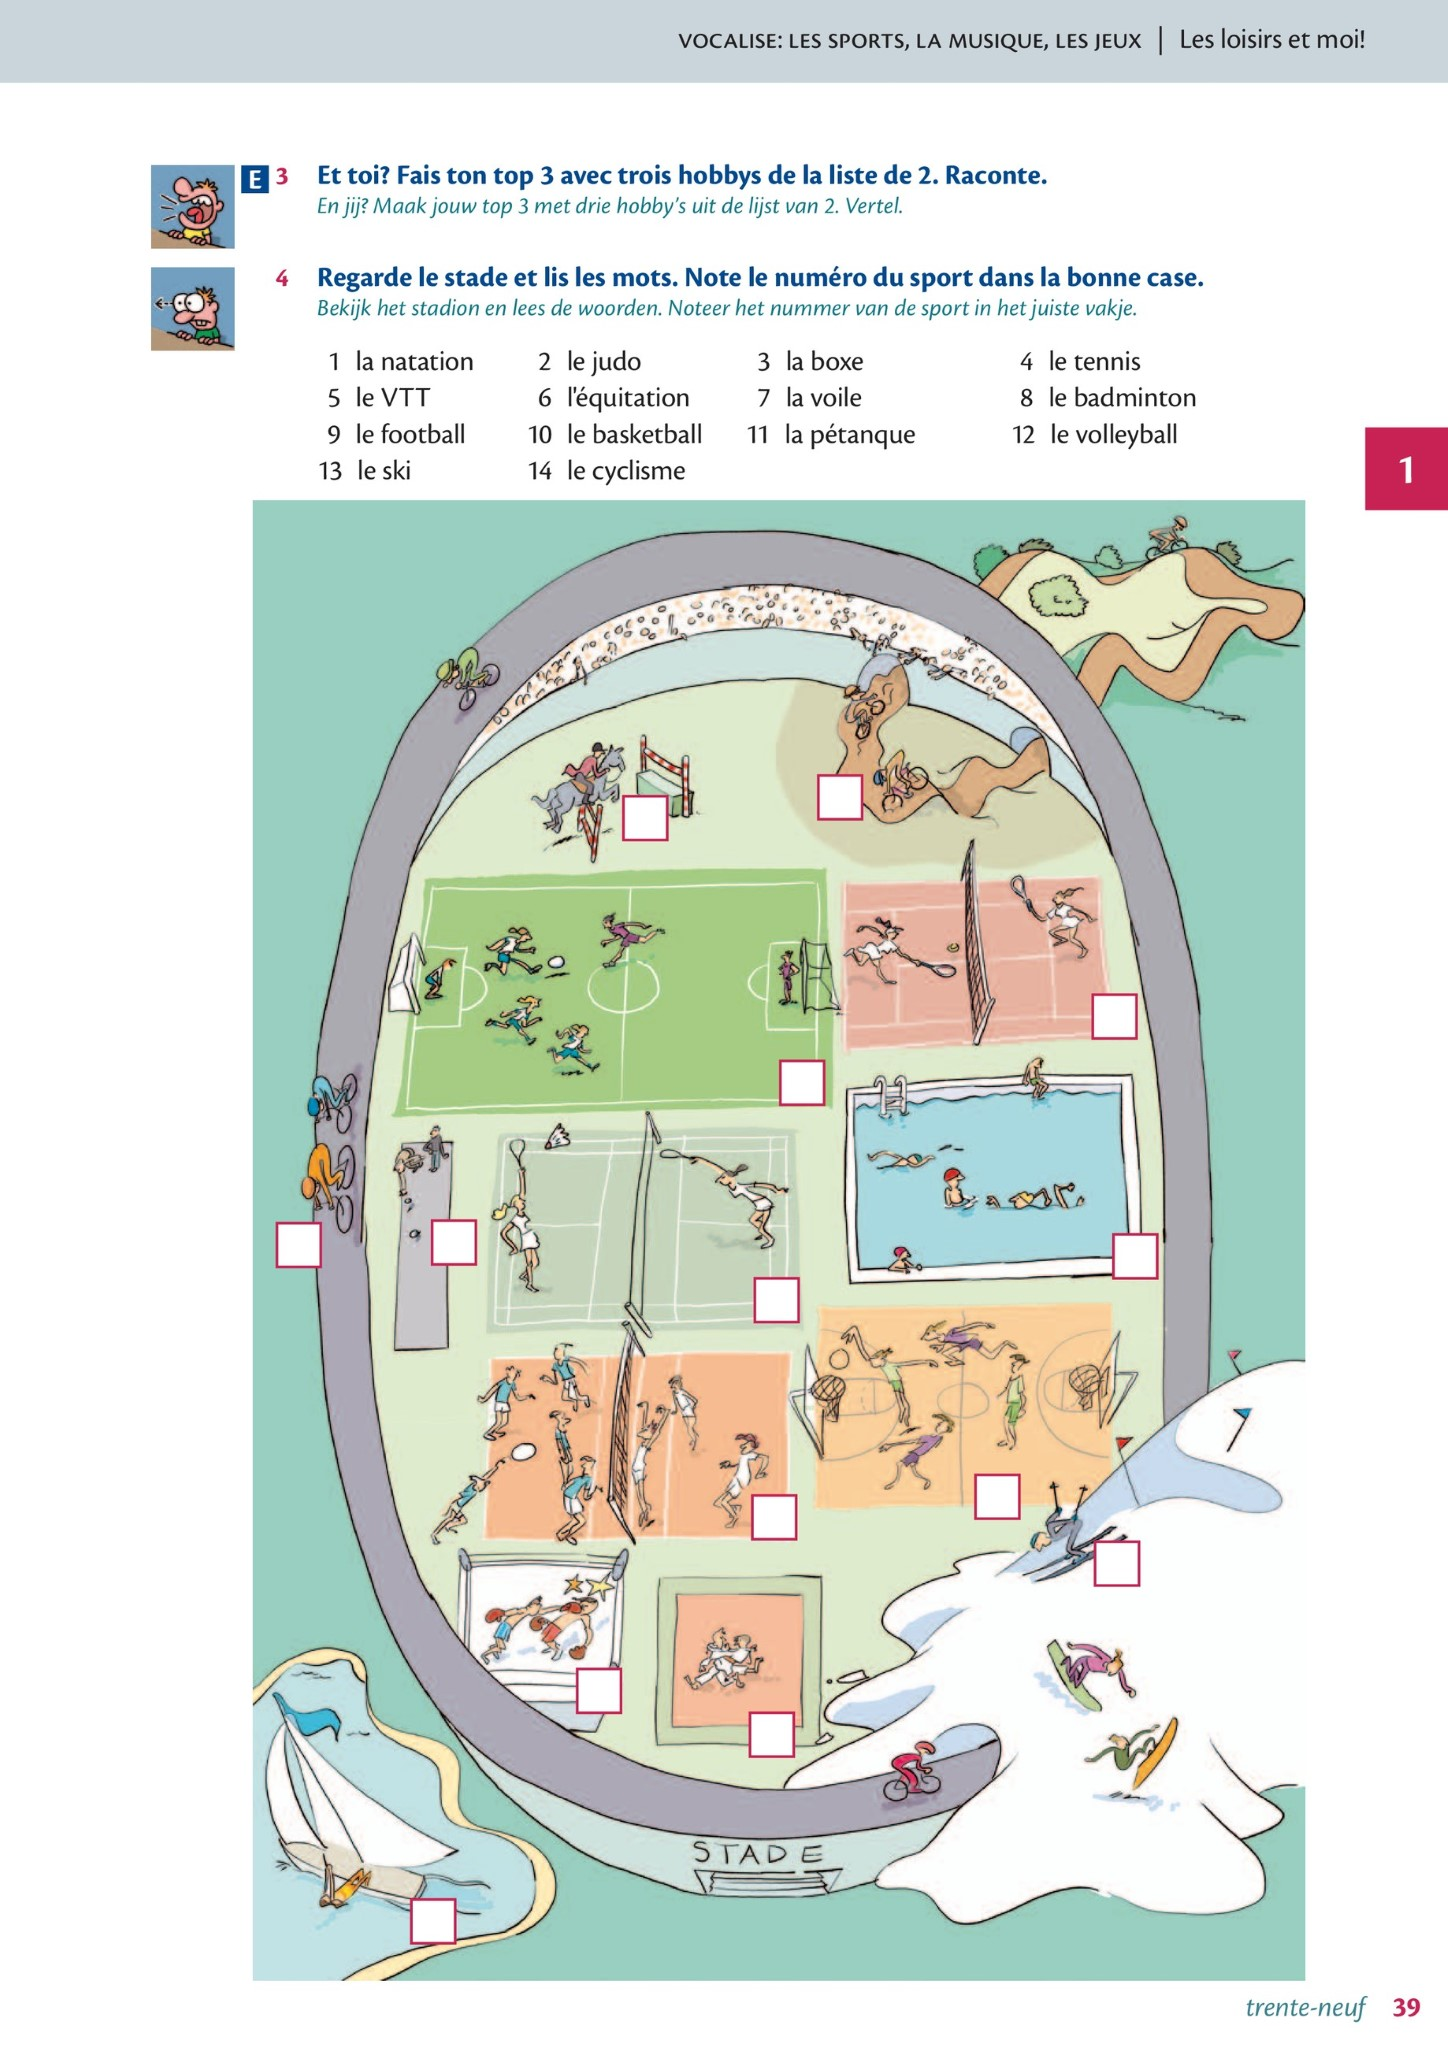 VOCALISE: LES SPORTS, LA MUSIQUE, LES JEUX | Les loisirs et moi!
E 3 Et toi? Fais ton top 3 avec trois hobbys de la liste de 2. Raconte.
En jij? Maak jouw top 3 met drie hobby's uit de lijst van 2. Vertel.
4 Regarde le stade et lis les mots. Note le numéro du sport dans la bonne case.
Bekijk het stadion en lees de woorden. Noteer het nummer van de sport in het juiste vakje.
1 la natation 2 le judo 3 la boxe 4 le tennis
5 le VTT 6 l'équitation 7 la voile 8 le badminton
9 le football 10 le basketball 11 la pétanque 12 le volleyball
13 le ski 14 le cyclisme
1
STADE
trente-neuf 39